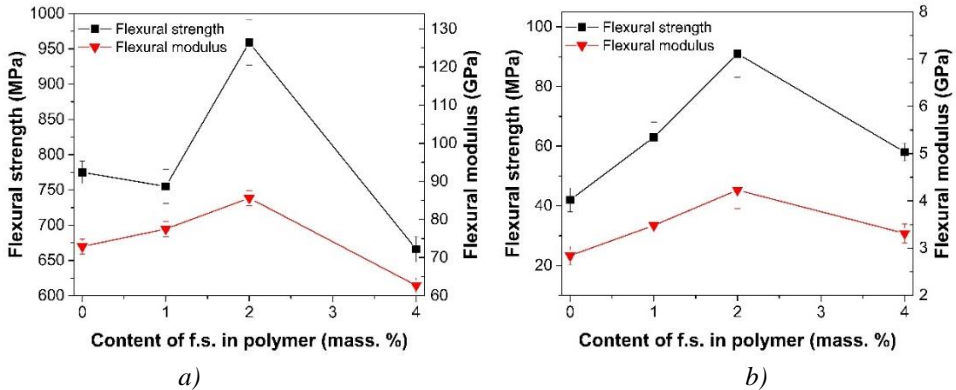 1000
950
900
850
800
750
700
650
600
Flexural strength (MPa)
Flexural strength
Flexural modulus
130
120
110
100
90
80
70
60
Flexural modulus (GPa)
0 1 2 3 4
Content of f.s. in polymer (mass. %)
a)
100
80
60
40
20
Flexural strength (MPa)
Flexural strength
Flexural modulus
8
7
6
5
4
3
2
Flexural modulus (GPa)
0 1 2 3 4
Content of f.s. in polymer (mass. %)
b)